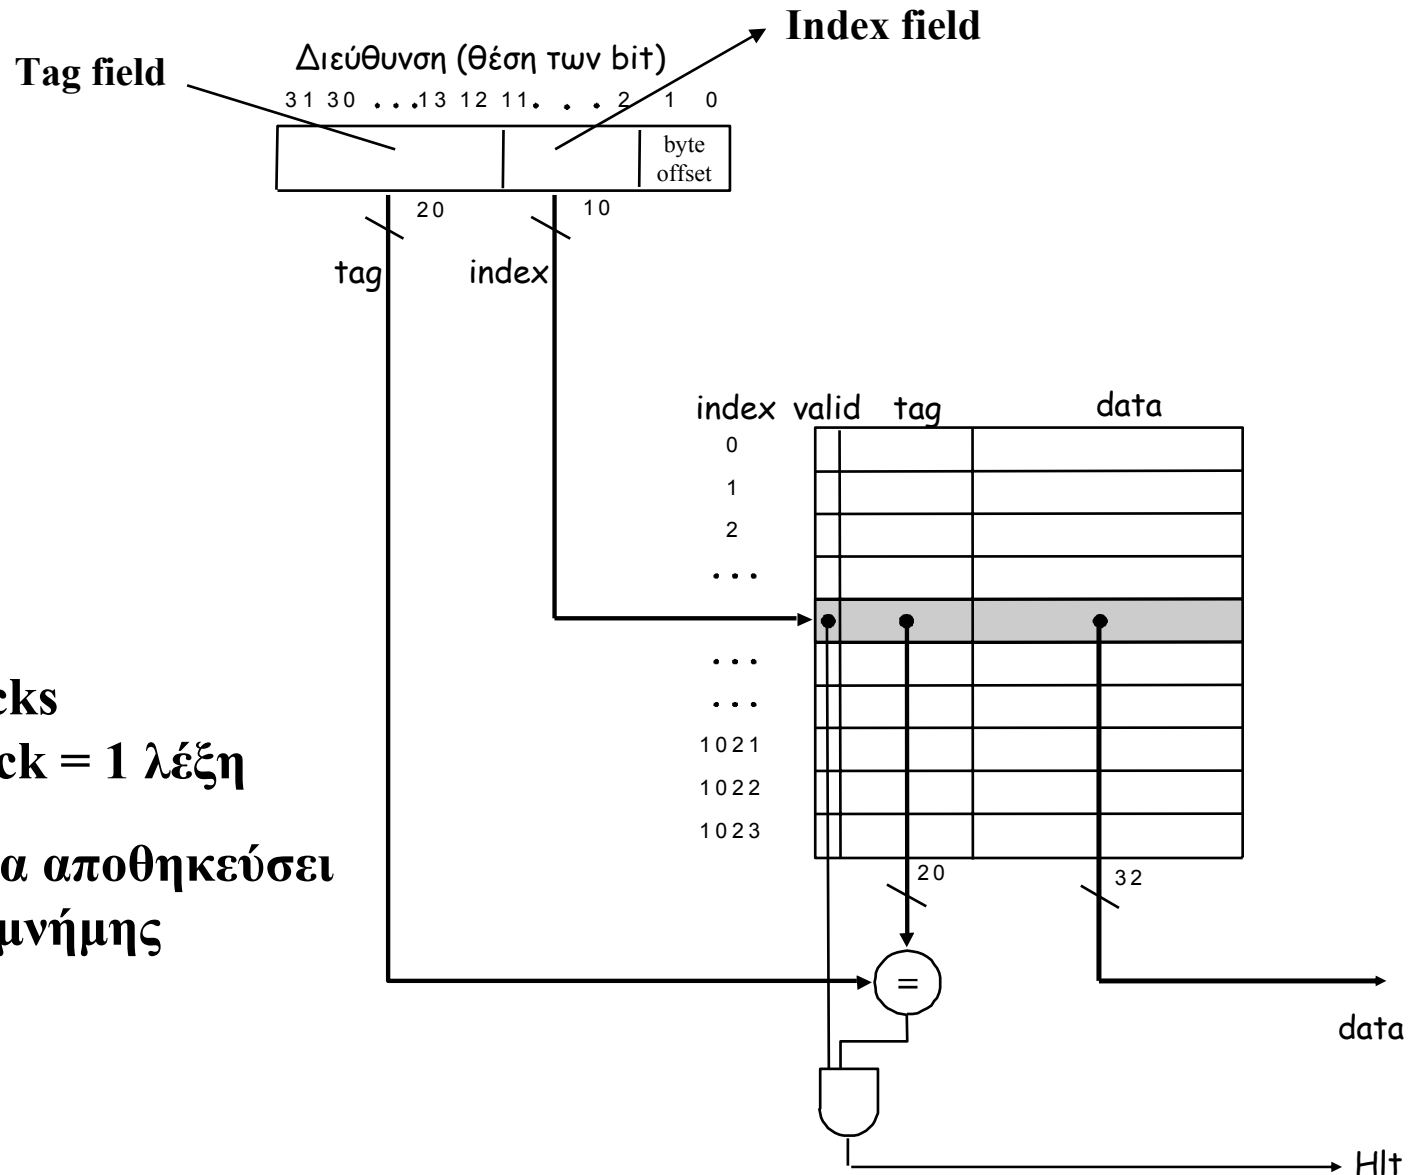 Index field
Διεύθυνση (θέση των bit)
Tag field
31 30 ...13 12 11. . . 2 1 0
byte
offset
20 10
tag index
index valid tag data
0
1
2
...
...
...
cks
ck = 1 λέξη
1021
1022
1023
α αποθηκεύσει
μνήμης
20 32
=
data
HIt